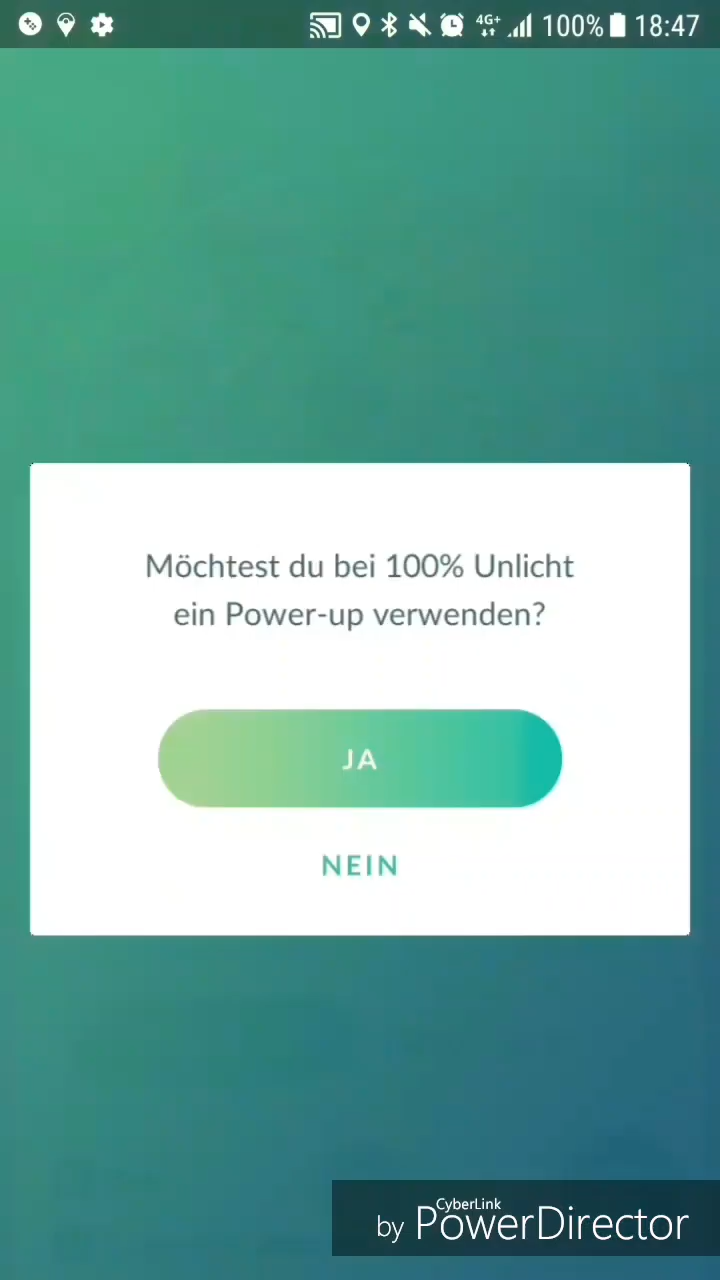 4G+ 100% 18:47
Möchtest du bei 100% Unlicht
ein Power-up verwenden?
JA
NEIN
CyberLink
by PowerDirector